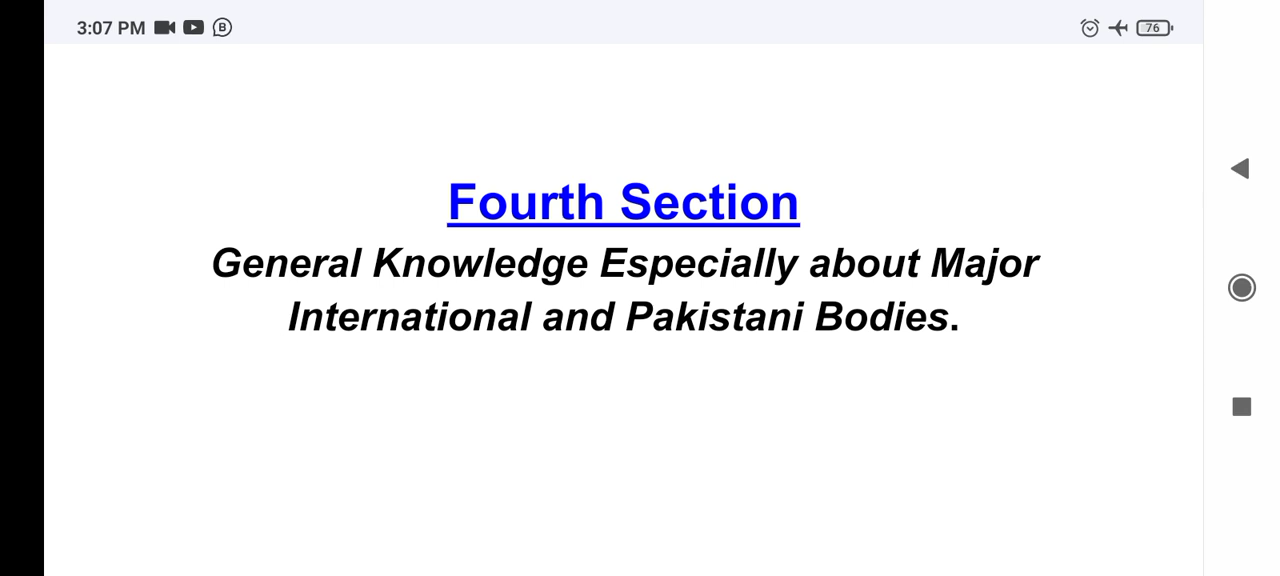 3:07 PM B 76
Fourth Section
General Knowledge Especially about Major
International and Pakistani Bodies.